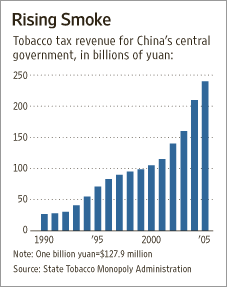 Rising Smoke
Tobacco tax revenue for China's central
government, in billions of yuan:
250
200
150
100
50
0
1990 '95 2000 '05
Note: One billion yuan=$127.9 million
Source: State Tobacco Monopoly Administration